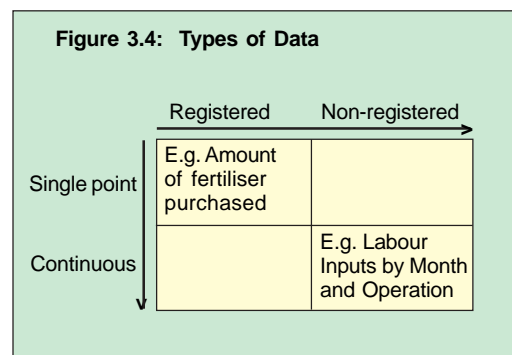 Figure 3.4: Types of Data
Registered Non-registered
E.g. Amount
of fertiliser
purchased
Single point
Continuous
E.g. Labour
Inputs by Month
and Operation